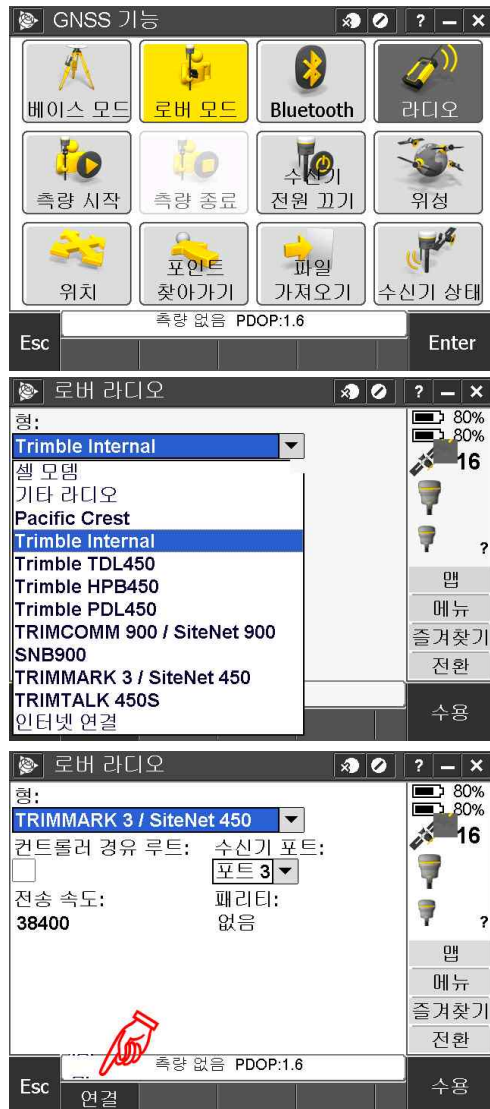 GNSS 기능
? – ×
베이스 모드
로버 모드
Bluetooth
라디오
측량 시작
측량 종료
수신기
전원 끄기
위성
위치
포인트
찾아가기
파일
가져오기
수신기 상태
측량 없음 PDOP:1.6
Esc
Enter
로버 라디오
? – ×
형:
Trimble Internal
셀 모뎀
기타 라디오
Pacific Crest
Trimble Internal
Trimble TDL450
Trimble HPB450
Trimble PDL450
TRIMCOMM 900 / SiteNet 900
SNB900
TRIMMARK 3 / SiteNet 450
TRIMTALK 450S
인터넷 연결
80%
80%
16
?
맵
메뉴
즐겨찾기
전환
수용
로버 라디오
? – ×
형:
TRIMMARK 3 / SiteNet 450
컨트롤러 경유 루트:
수신기 포트:
포트 3
전송 속도:
패리티:
38400
없음
80%
80%
16
?
맵
메뉴
즐겨찾기
전환
측량 없음 PDOP:1.6
Esc
연결
수용